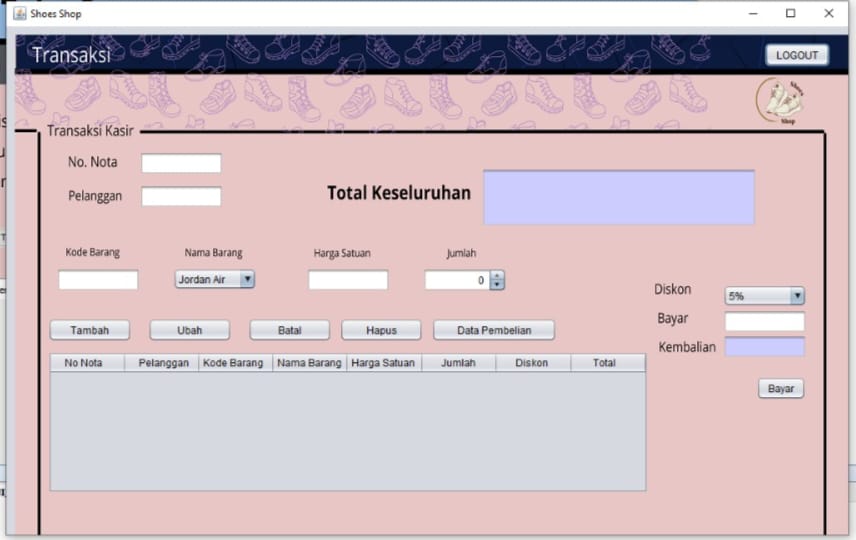 Shoes Shop
Transaksi
LOGOUT
Shoes
Shop
Transaksi Kasir
No. Nota
Pelanggan
Total Keseluruhan
Kode Barang Nama Barang Harga Satuan Jumlah
Jordan Air 0
Diskon 5%
Bayar
Kembalian
Tambah Ubah Batal Hapus Data Pembelian
No Nota Pelanggan Kode Barang Nama Barang Harga Satuan Jumlah Diskon Total
Bayar